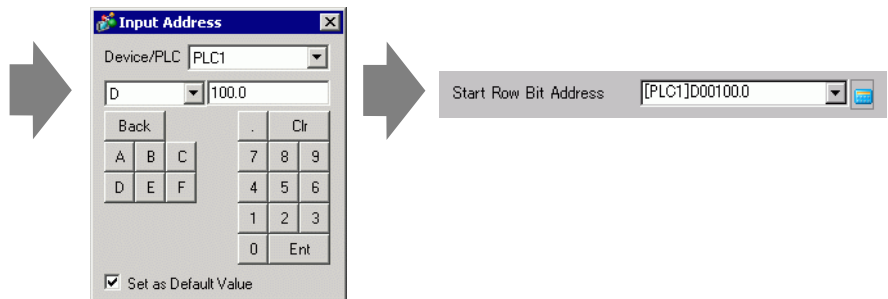 Input Address
Device/PLC PLC1
D 100.0
Back . Clr
A B C 7 8 9
D E F 4 5 6
1 2 3
0 Ent
Set as Default Value
Start Row Bit Address [PLC1]D00100.0